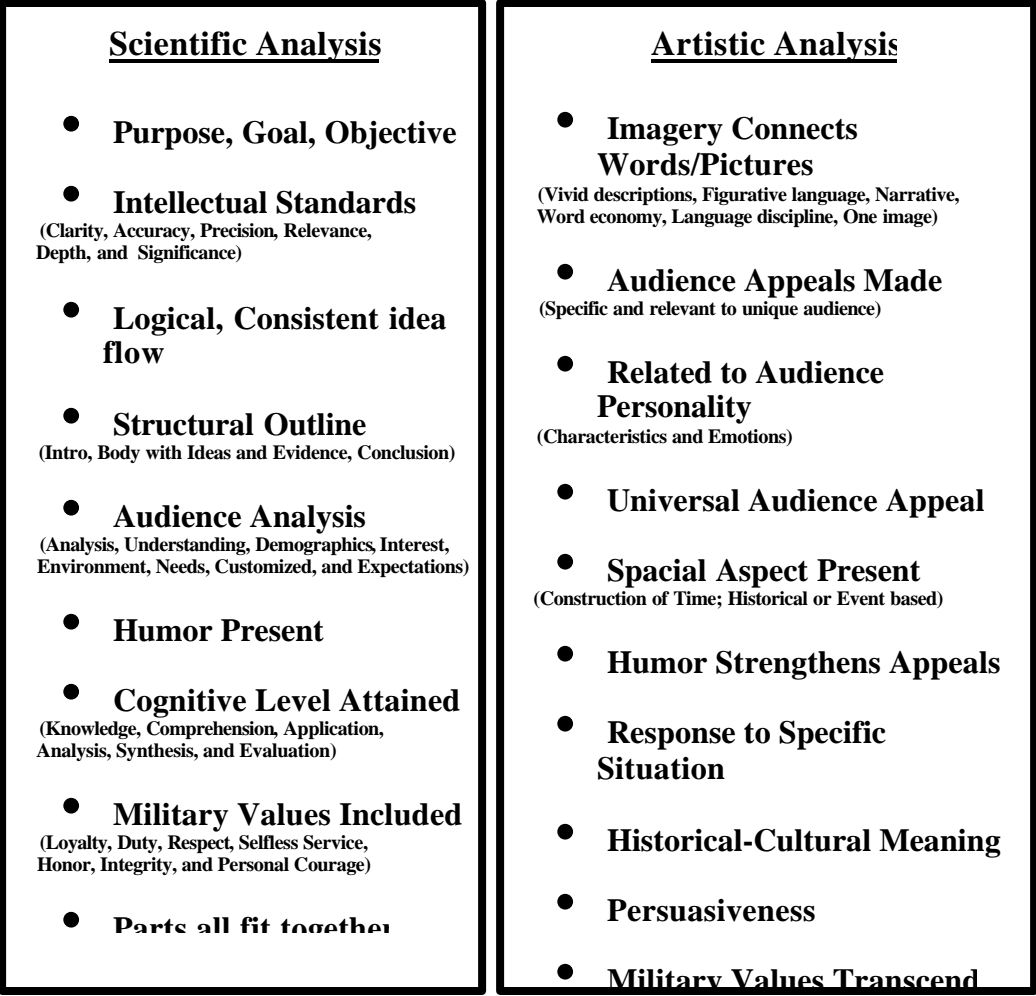 Scientific Analysis
• Purpose, Goal, Objective
• Intellectual Standards
(Clarity, Accuracy, Precision, Relevance,
Depth, and Significance)
• Logical, Consistent idea
flow
• Structural Outline
(Intro, Body with Ideas and Evidence, Conclusion)
• Audience Analysis
(Analysis, Understanding, Demographics, Interest,
Environment, Needs, Customized, and Expectations)
• Humor Present
• Cognitive Level Attained
(Knowledge, Comprehension, Application,
Analysis, Synthesis, and Evaluation)
• Military Values Included
(Loyalty, Duty, Respect, Selfless Service,
Honor, Integrity, and Personal Courage)
• Parts all fit together
Artistic Analysis
• Imagery Connects
Words/Pictures
(Vivid descriptions, Figurative language, Narrative,
Word economy, Language discipline, One image)
• Audience Appeals Made
(Specific and relevant to unique audience)
• Related to Audience
Personality
(Characteristics and Emotions)
• Universal Audience Appeal
• Spacial Aspect Present
(Construction of Time; Historical or Event based)
• Humor Strengthens Appeals
• Response to Specific
Situation
• Historical-Cultural Meaning
• Persuasiveness
• Military Values Transcend